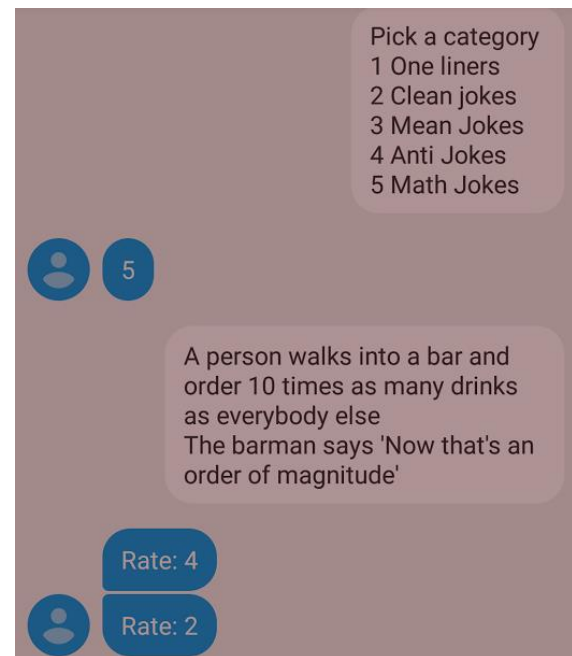 Pick a category
1 One liners
2 Clean jokes
3 Mean Jokes
4 Anti Jokes
5 Math Jokes
5
A person walks into a bar and
order 10 times as many drinks
as everybody else
The barman says 'Now that's an
order of magnitude'
Rate: 4
Rate: 2